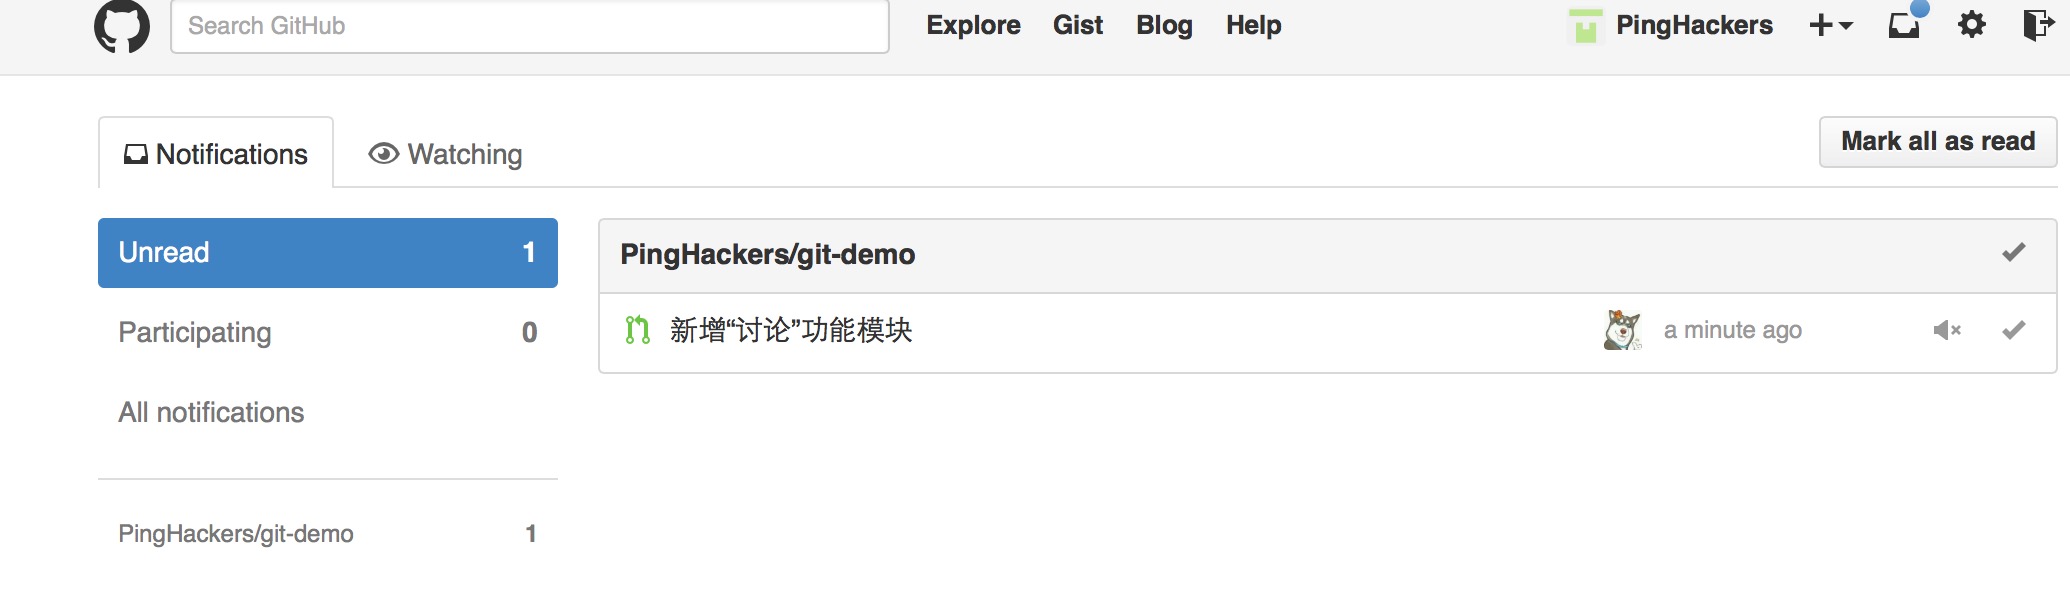 Search GitHub Explore Gist Blog Help PingHackers
Notifications Watching Mark all as read
Unread 1
Participating 0
All notifications
PingHackers/git-demo 1
PingHackers/git-demo
新增“讨论”功能模块 a minute ago